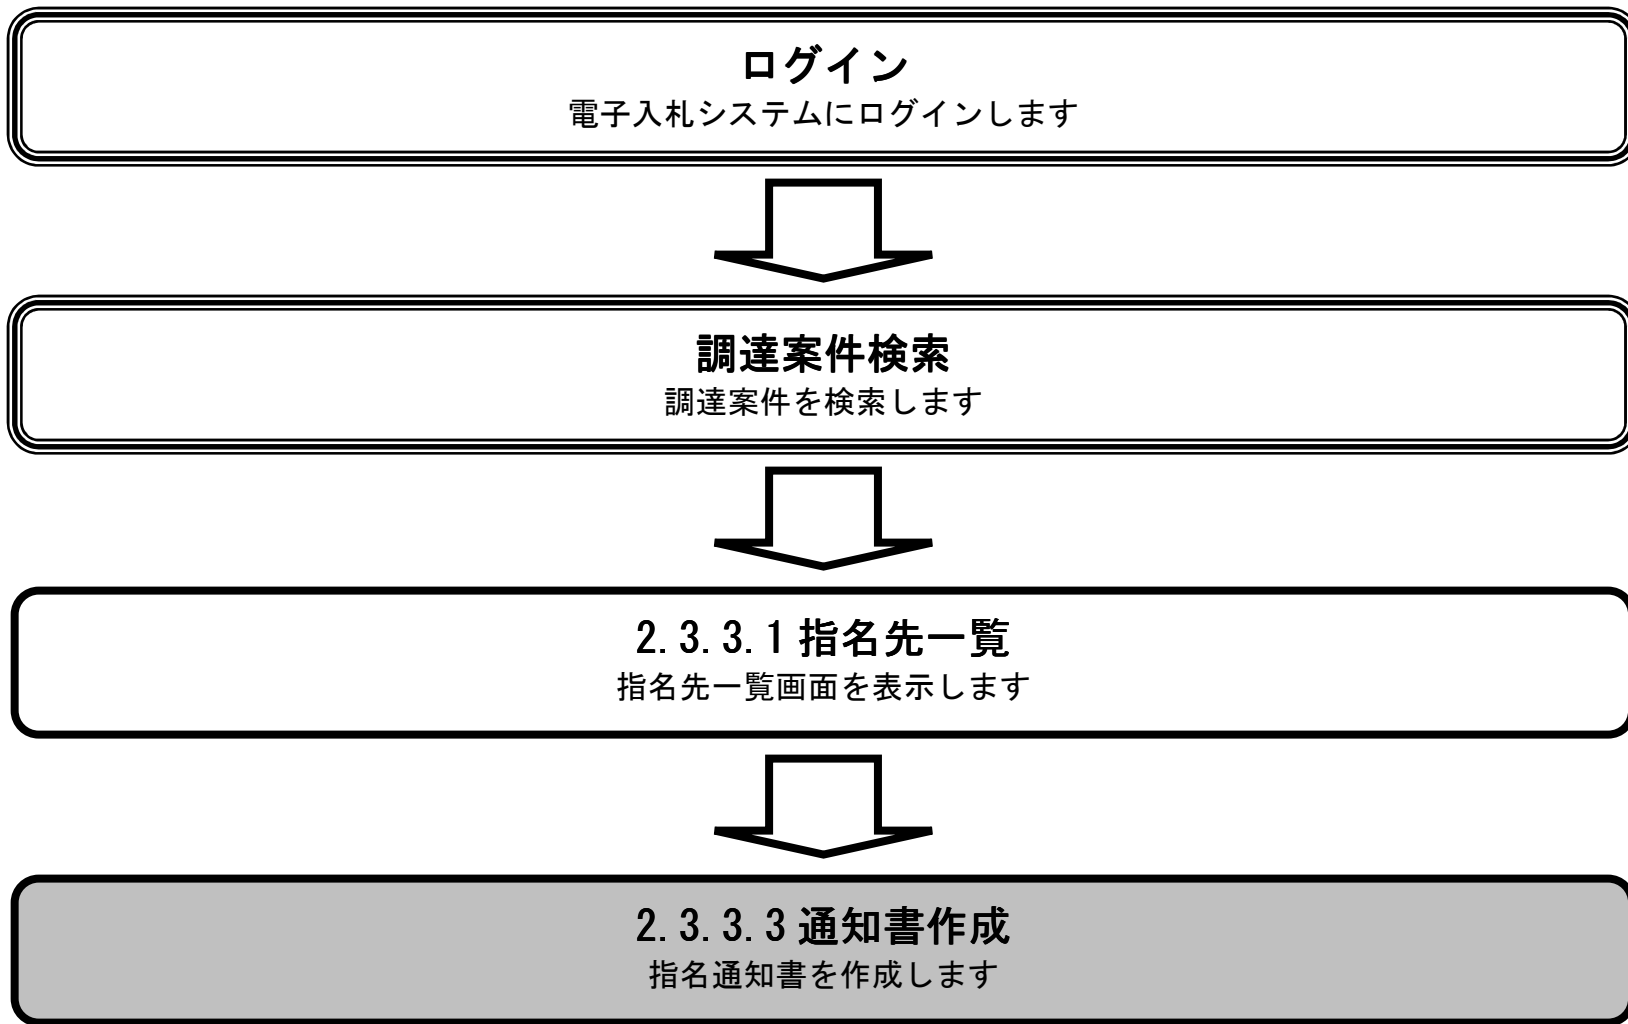 ログイン
電子入札システムにログインします
調達案件検索
調達案件を検索します
2.3.3.1 指名先一覧
指名先一覧画面を表示します
2.3.3.3 通知書作成
指名通知書を作成します